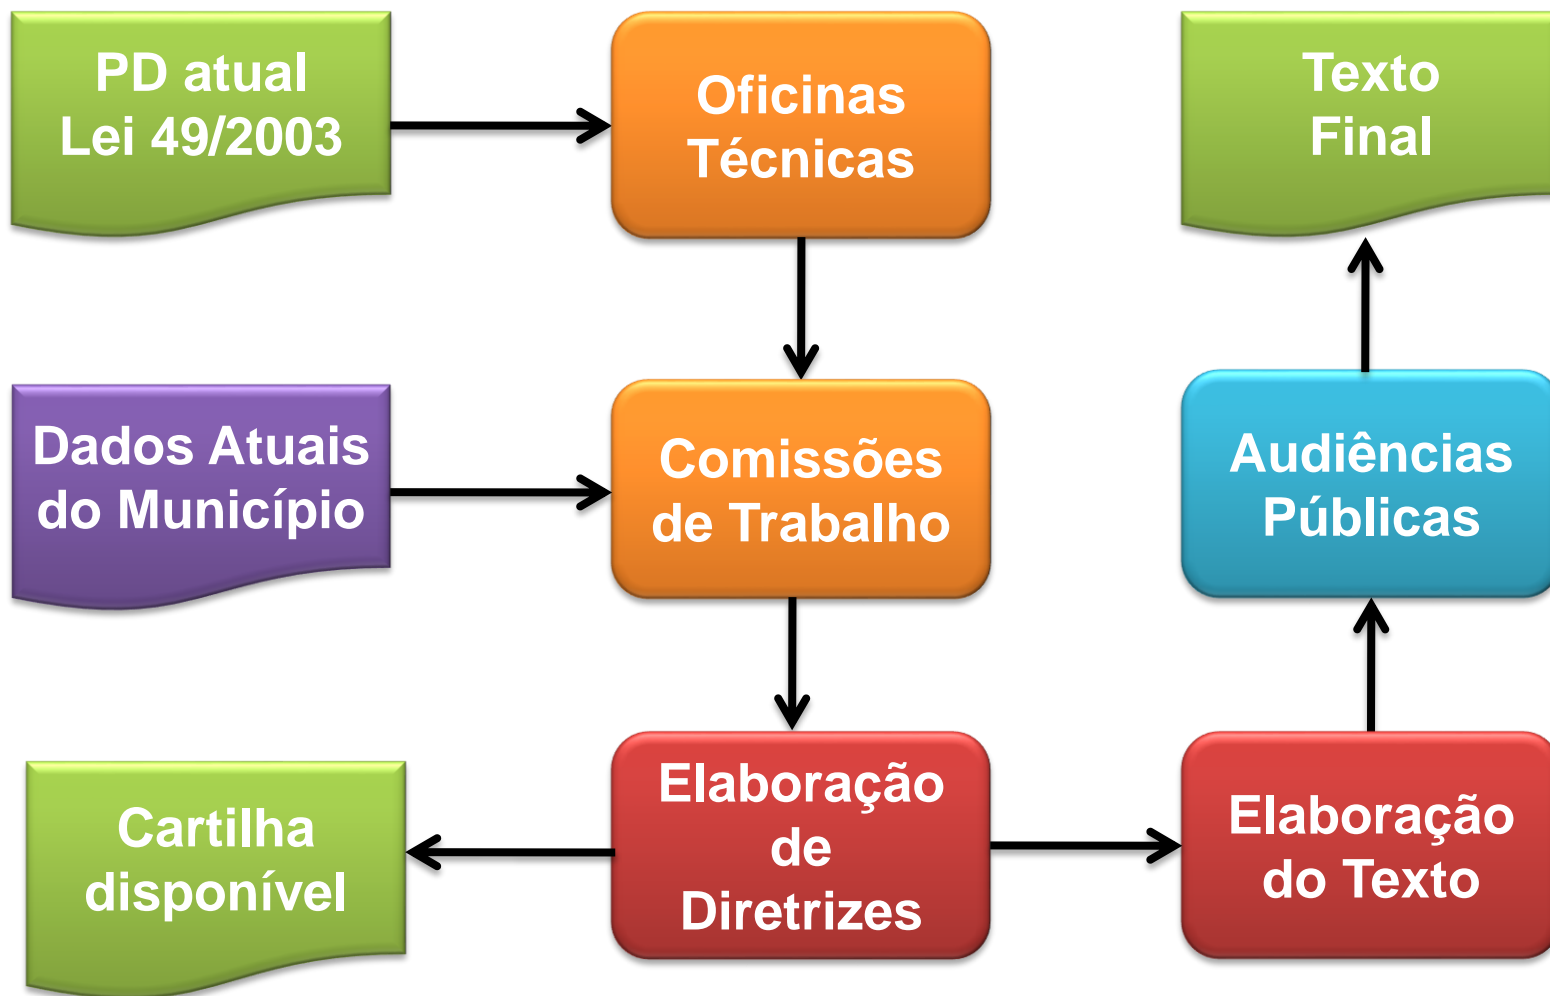 PD atual
Lei 49/2003
Oficinas
Técnicas
Texto
Final
Dados Atuais
do Município
Comissões
de Trabalho
Audiências
Públicas
Cartilha
disponível
Elaboração
de
Diretrizes
Elaboração
do Texto